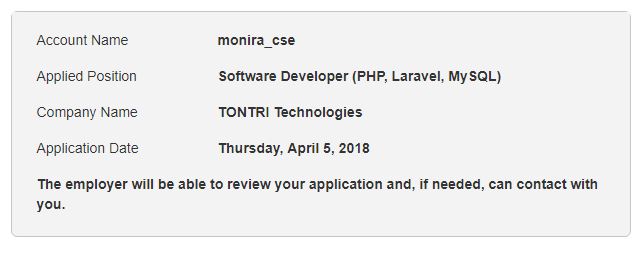 Account Name monira_cse
Applied Position Software Developer (PHP, Laravel, MySQL)
Company Name TONTRI Technologies
Application Date Thursday, April 5, 2018
The employer will be able to review your application and, if needed, can contact with
you.